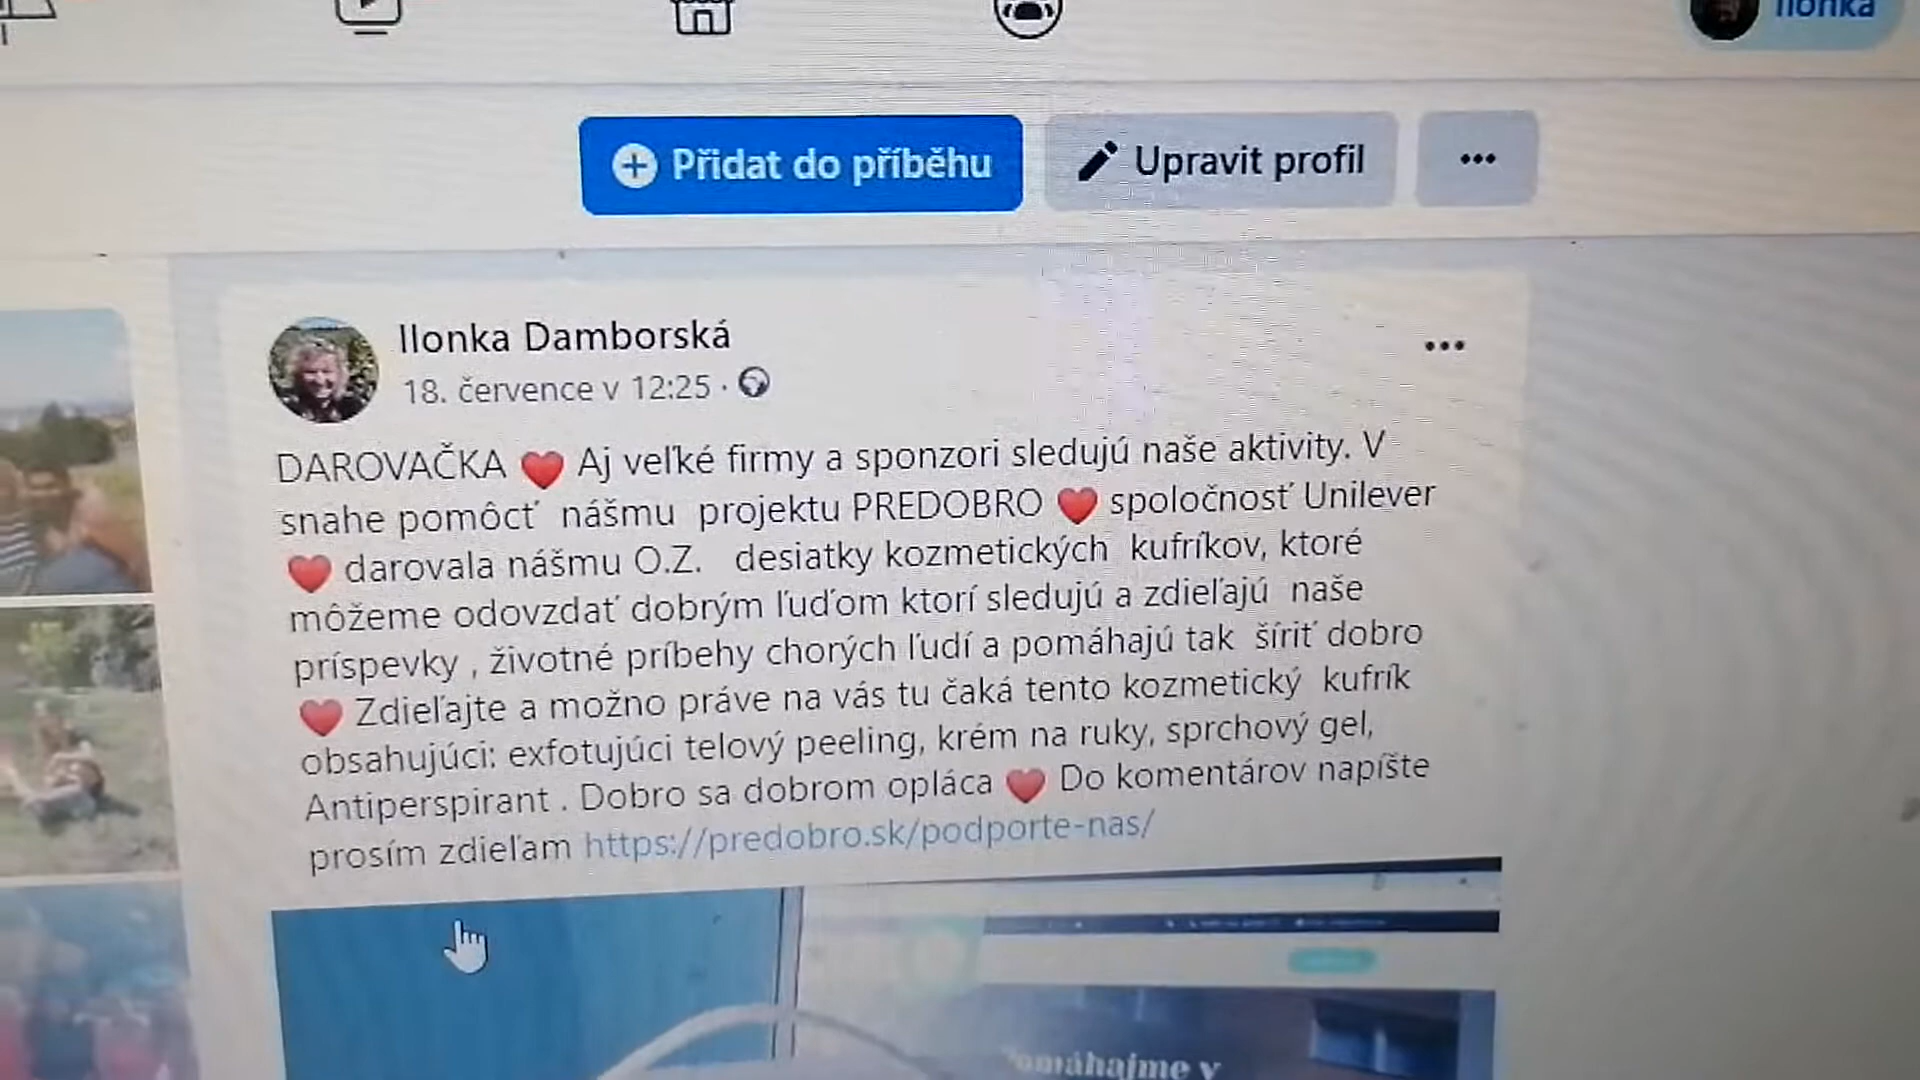 Ilonka
Přidat do příběhu
Upravit profil
Ilonka Damborská
18. července v 12:25 ·
DAROVAČKA ❤️ Aj veľké firmy a sponzori sledujú naše aktivity. V
snahe pomôcť nášmu projektu PREDOBRO ❤️ spoločnosť Unilever
❤️ darovala nášmu O.Z. desiatky kozmetických kufríkov, ktoré
môžeme odovzdať dobrým ľuďom ktorí sledujú a zdieľajú naše
príspevky , životné príbehy chorých ľudí a pomáhajú tak šíriť dobro
❤️ Zdieľajte a možno práve na vás tu čaká tento kozmetický kufrík
obsahujúci: exfotujúci telový peeling, krém na ruky, sprchový gel,
Antiperspirant . Dobro sa dobrom opláca ❤️ Do komentárov napíšte
prosím zdieľam https://predobro.sk/podporte-nas/
Pomáhajme v